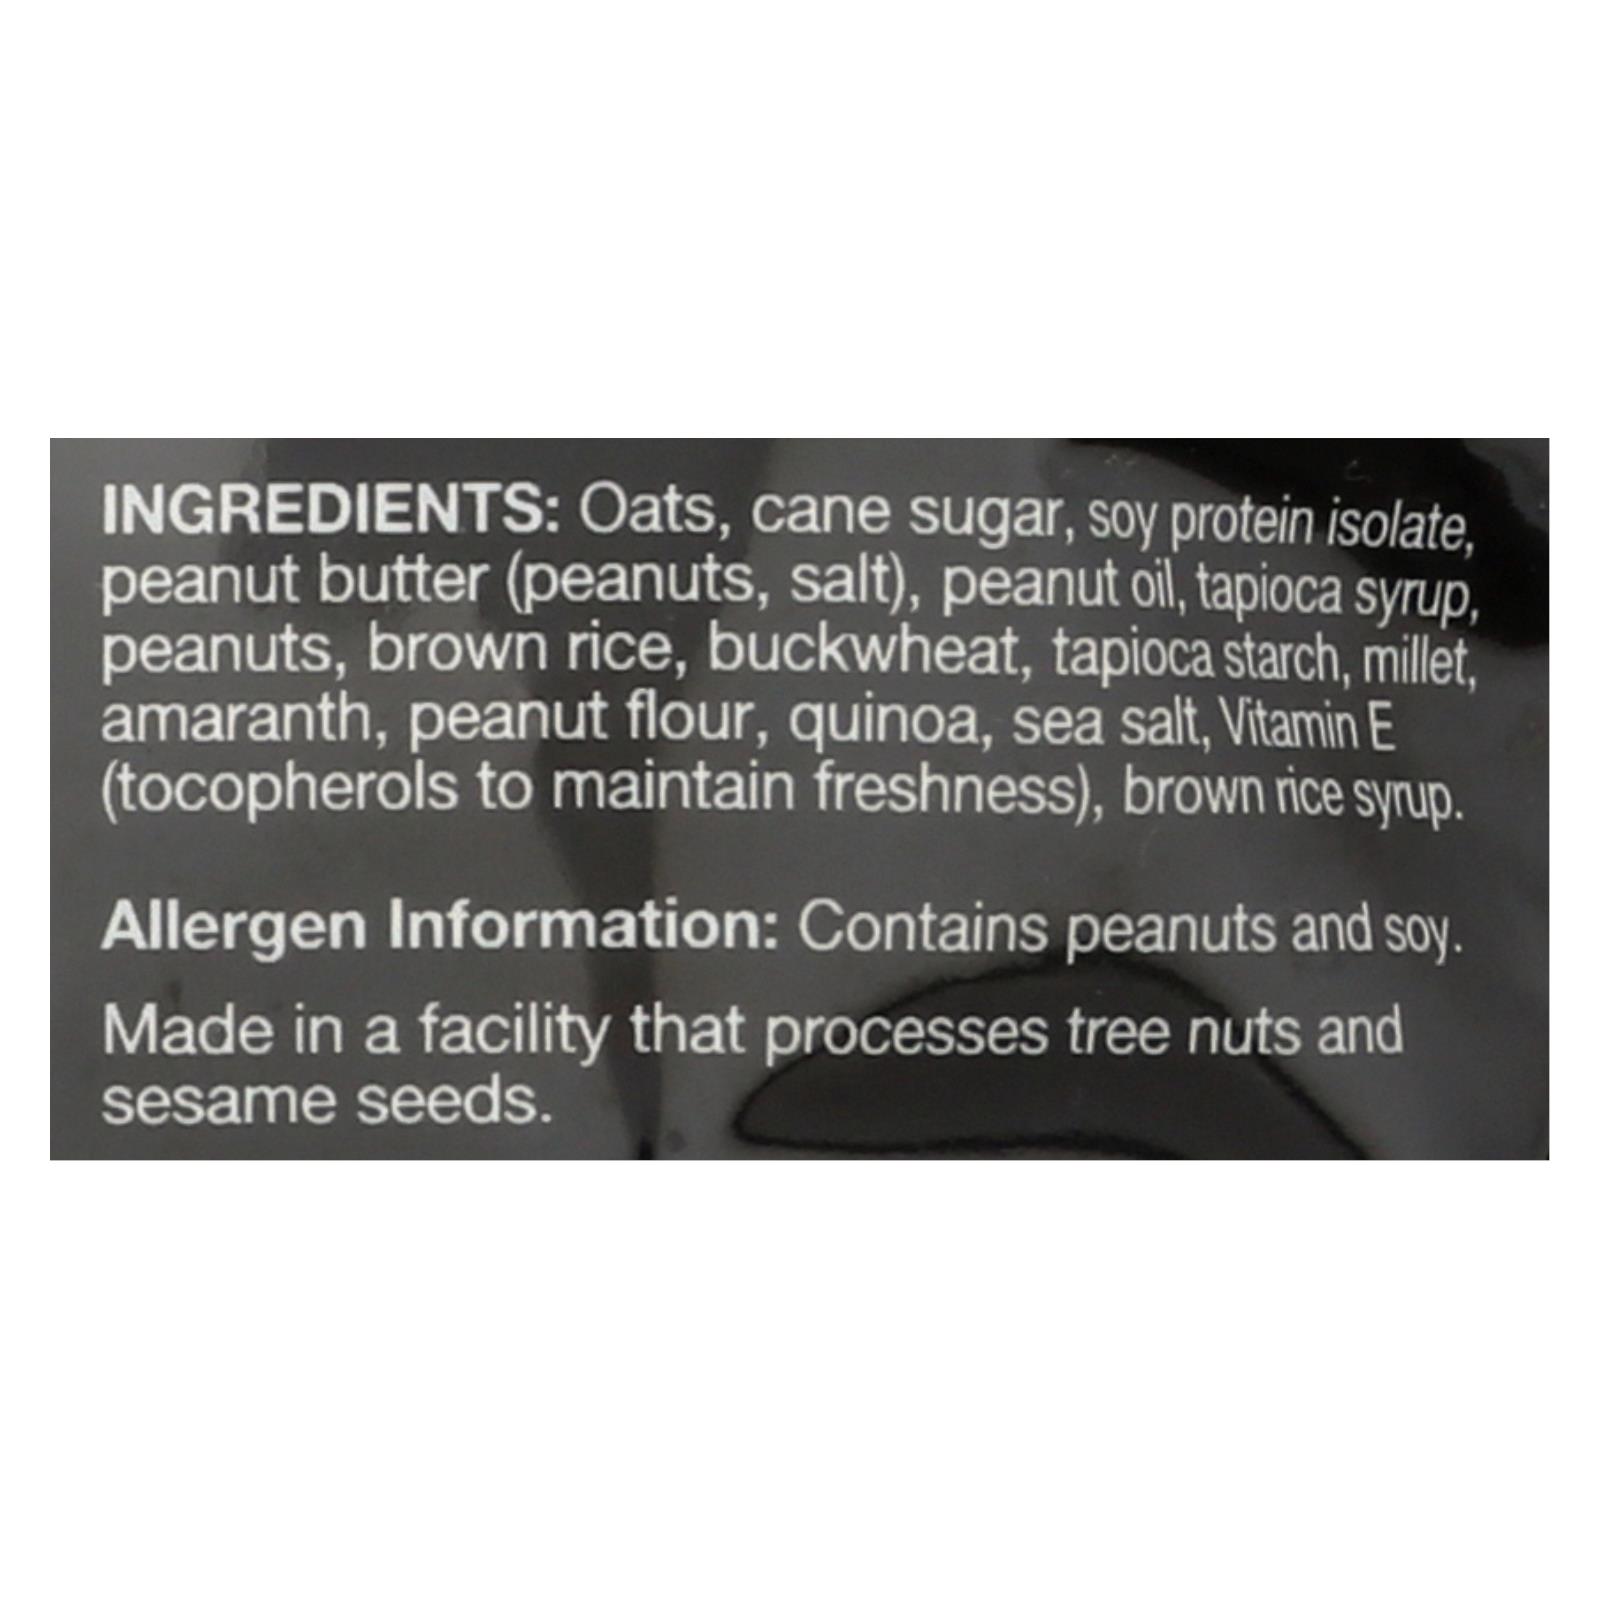 INGREDIENTS: Oats, cane sugar, soy protein isolate,
peanut butter (peanuts, salt), peanut oil, tapioca syrup,
peanuts, brown rice, buckwheat, tapioca starch, millet,
amaranth, peanut flour, quinoa, sea salt, Vitamin E
(tocopherols to maintain freshness), brown rice syrup.
Allergen Information: Contains peanuts and soy.
Made in a facility that processes tree nuts and
sesame seeds.